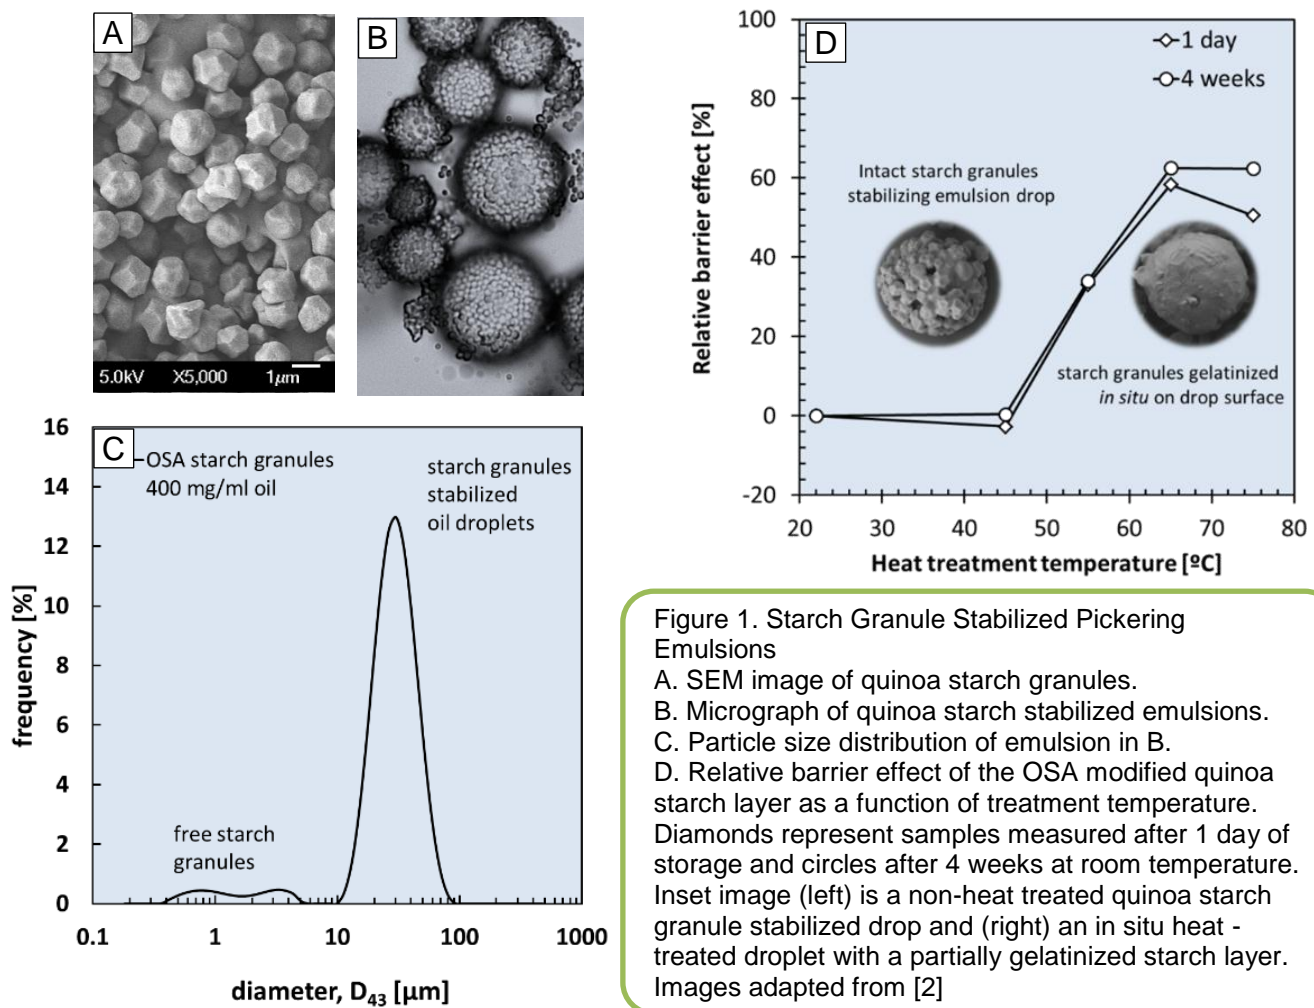 A
5.0kV X5,000 1μm
B
C
OSA starch granules
400 mg/ml oil
starch granules
stabilized
oil droplets
free starch
granules
frequency [%]
16
14
12
10
8
6
4
2
0
0.1 1 10 100 1000
diameter, D43 [µm]
D
1 day
4 weeks
Intact starch granules
stabilizing emulsion drop
starch granules gelatinized
in situ on drop surface
Relative barrier effect [%]
100
80
60
40
20
0
-20
20 30 40 50 60 70 80
Heat treatment temperature [ºC]
Figure 1. Starch Granule Stabilized Pickering
Emulsions
A. SEM image of quinoa starch granules.
B. Micrograph of quinoa starch stabilized emulsions.
C. Particle size distribution of emulsion in B.
D. Relative barrier effect of the OSA modified quinoa
starch layer as a function of treatment temperature.
Diamonds represent samples measured after 1 day of
storage and circles after 4 weeks at room temperature.
Inset image (left) is a non-heat treated quinoa starch
granule stabilized drop and (right) an in situ heat -
treated droplet with a partially gelatinized starch layer.
Images adapted from [2]